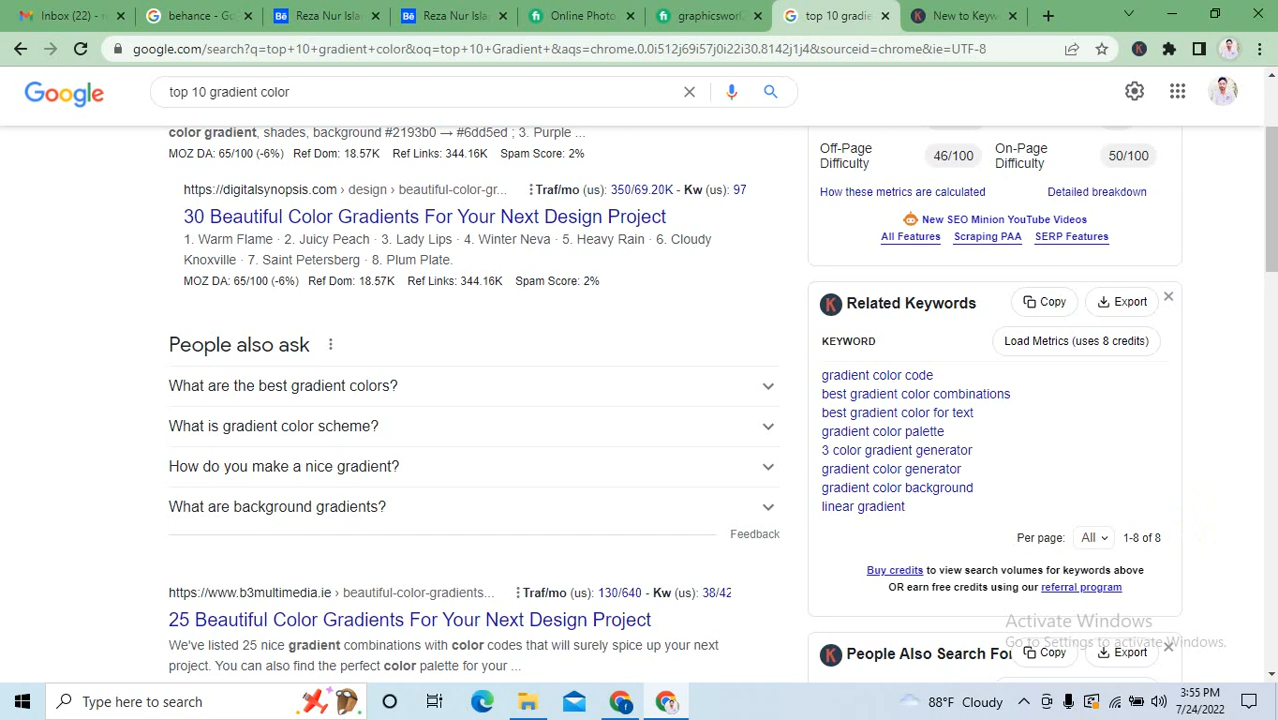 Inbox (22) - m
behance - Go
Reza Nur Isla
Reza Nur Isla
Online Photo
graphicsworl
top 10 gradie
New to Keyw
google.com/search?q=top+10+gradient+color&oq=top+10+Gradient+&aqs=chrome.0.0i512j69i57j0i22i30.8142j1j4&sourceid=chrome&ie=UTF-8
Google
top 10 gradient color
color gradient, shades, background #2193b0 → #6dd5ed ; 3. Purple ...
MOZ DA: 65/100 (-6%) Ref Dom: 18.57K Ref Links: 344.16K Spam Score: 2%
https://digitalsynopsis.com › design › beautiful-color-gr... Traf/mo (us): 350/69.20K - Kw (us): 97
30 Beautiful Color Gradients For Your Next Design Project
1. Warm Flame · 2. Juicy Peach · 3. Lady Lips · 4. Winter Neva · 5. Heavy Rain · 6. Cloudy
Knoxville · 7. Saint Petersberg · 8. Plum Plate.
MOZ DA: 65/100 (-6%) Ref Dom: 18.57K Ref Links: 344.16K Spam Score: 2%
People also ask
What are the best gradient colors?
What is gradient color scheme?
How do you make a nice gradient?
What are background gradients?
Feedback
https://www.b3multimedia.ie › beautiful-color-gradients... Traf/mo (us): 130/640 - Kw (us): 38/42
25 Beautiful Color Gradients For Your Next Design Project
We've listed 25 nice gradient combinations with color codes that will surely spice up your next
project. You can also find the perfect color palette for your ...
Off-Page
Difficulty
46/100
On-Page
Difficulty
50/100
How these metrics are calculated
Detailed breakdown
New SEO Minion YouTube Videos
All Features Scraping PAA SERP Features
K Related Keywords
Copy
Export
KEYWORD
Load Metrics (uses 8 credits)
gradient color code
best gradient color combinations
best gradient color for text
gradient color palette
3 color gradient generator
gradient color generator
gradient color background
linear gradient
Per page: All 1-8 of 8
Buy credits to view search volumes for keywords above
OR earn free credits using our referral program
Activate Windows
Go to Settings to activate Windows.
K People Also Search For
Copy
Export
Type here to search
88°F Cloudy
3:55 PM
7/24/2022